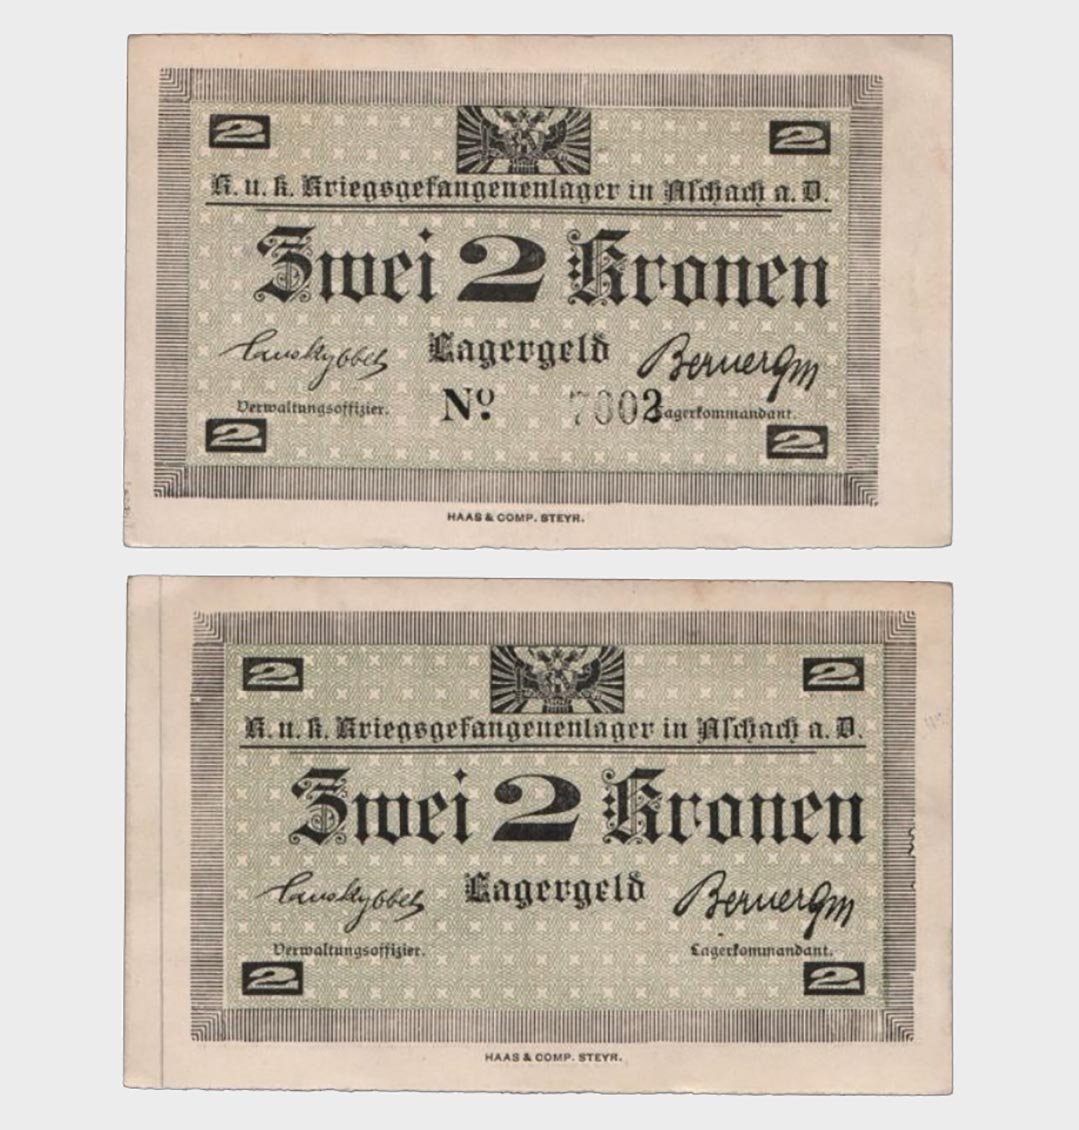 2 2
K. u. k. Kriegsgefangenenlager in Aschach a. D.
Zwei 2 Kronen
Lagergeld
No 7002
Verwaltungsoffizier. Lagerkommandant.
2 2
HAAS & COMP. STEYR.
2 2
K. u. k. Kriegsgefangenenlager in Aschach a. D.
Zwei 2 Kronen
Lagergeld
Verwaltungsoffizier. Lagerkommandant.
2 2
HAAS & COMP. STEYR.